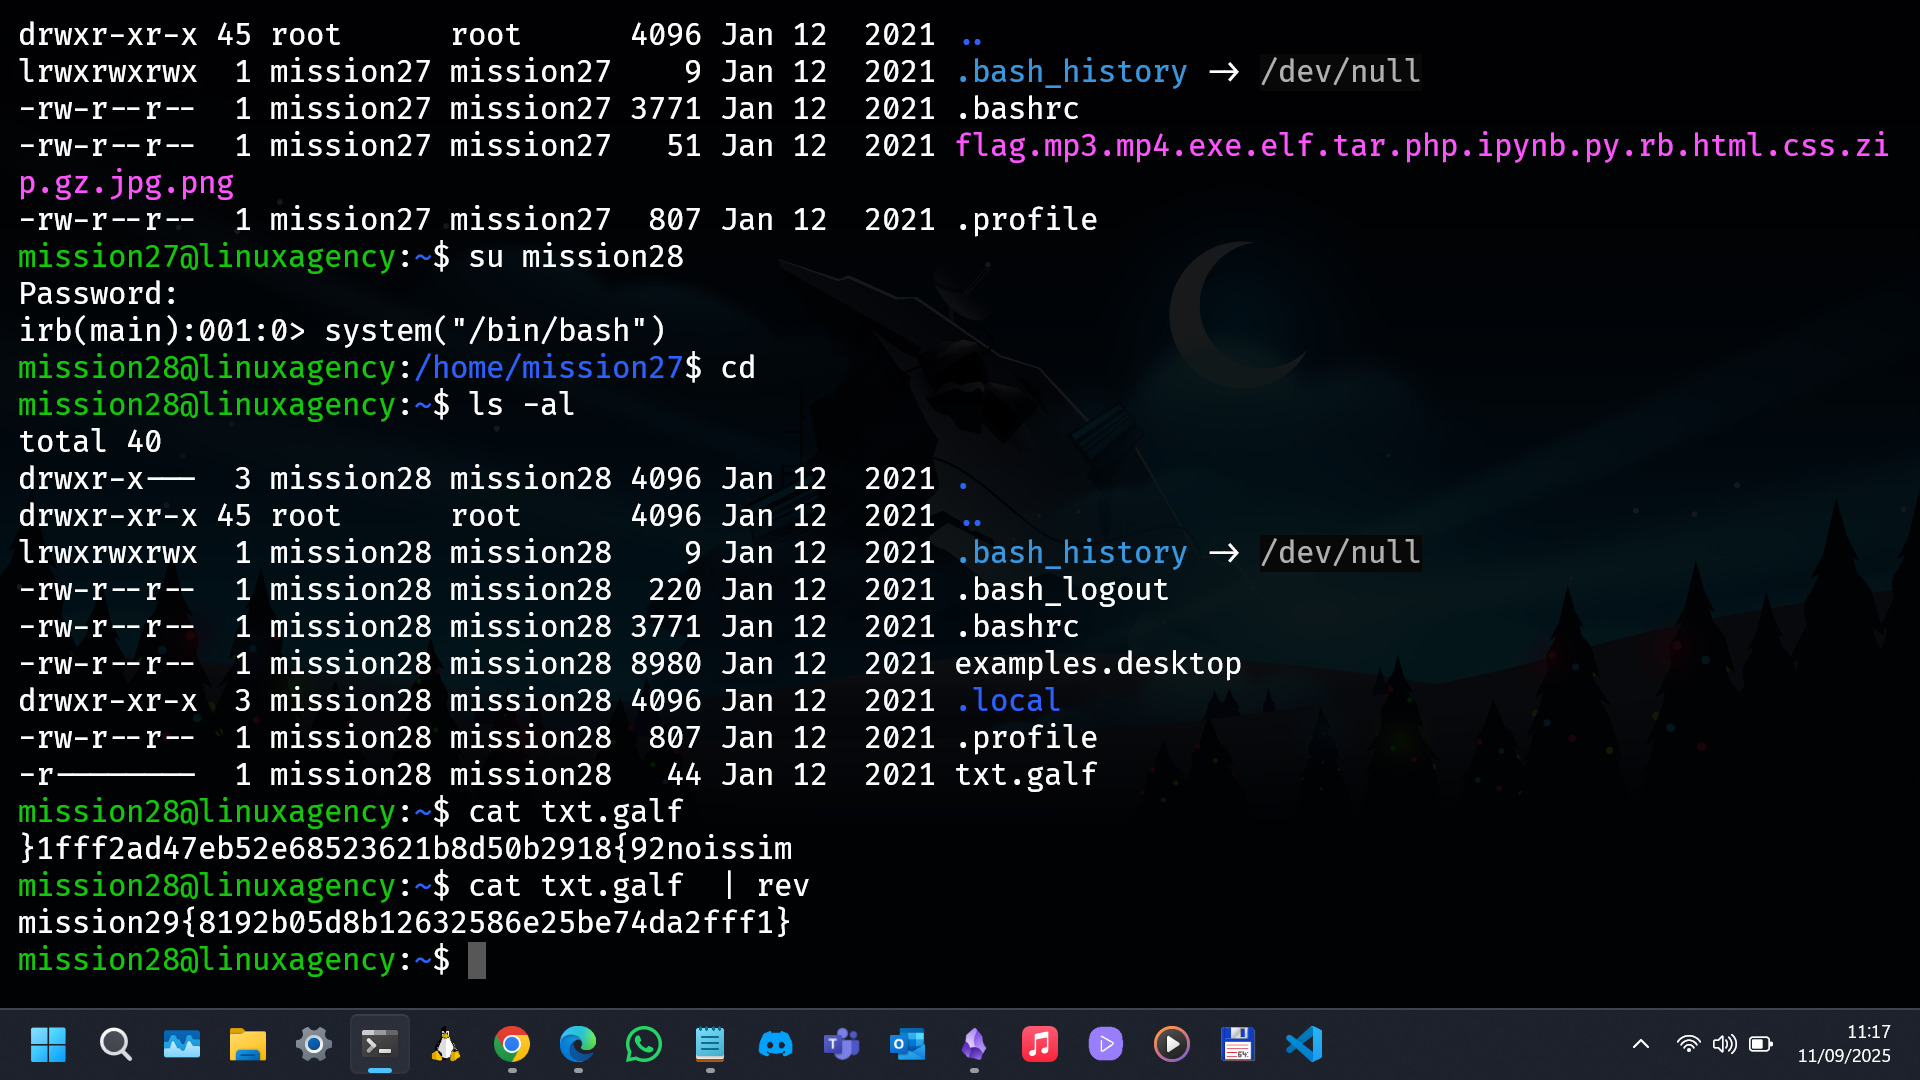 drwxr-xr-x 45 root      root      4096 Jan 12  2021 ..
lrwxrwxrwx  1 mission27 mission27    9 Jan 12  2021 .bash_history -> /dev/null
-rw-r--r--  1 mission27 mission27 3771 Jan 12  2021 .bashrc
-rw-r--r--  1 mission27 mission27   51 Jan 12  2021 flag.mp3.mp4.exe.elf.tar.php.ipynb.py.rb.html.css.zi
p.gz.jpg.png
-rw-r--r--  1 mission27 mission27  807 Jan 12  2021 .profile
mission27@linuxagency:~$ su mission28
Password:
irb(main):001:0> system("/bin/bash")
mission28@linuxagency:/home/mission27$ cd
mission28@linuxagency:~$ ls -al
total 40
drwxr-x---  3 mission28 mission28 4096 Jan 12  2021 .
drwxr-xr-x 45 root      root      4096 Jan 12  2021 ..
lrwxrwxrwx  1 mission28 mission28    9 Jan 12  2021 .bash_history -> /dev/null
-rw-r--r--  1 mission28 mission28  220 Jan 12  2021 .bash_logout
-rw-r--r--  1 mission28 mission28 3771 Jan 12  2021 .bashrc
-rw-r--r--  1 mission28 mission28 8980 Jan 12  2021 examples.desktop
drwxr-xr-x  3 mission28 mission28 4096 Jan 12  2021 .local
-rw-r--r--  1 mission28 mission28  807 Jan 12  2021 .profile
-r--------  1 mission28 mission28   44 Jan 12  2021 txt.galf
mission28@linuxagency:~$ cat txt.galf
}1fff2ad47eb52e68523621b8d50b2918{92noissim
mission28@linuxagency:~$ cat txt.galf  | rev
mission29{8192b05d8b12632586e25be74da2fff1}
mission28@linuxagency:~$
11:17
11/09/2025